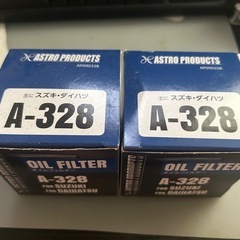 ASTRO PRODUCTS
主に スズキ・ダイハツ
A-328
OIL FILTER
A-328
FOR SUZUKI
FOR DAIHATSU
ASTRO PRODUCTS
主に スズキ・ダイハツ
A-328
OIL FILTER
A-328
FOR SUZUKI
FOR DAIHATSU